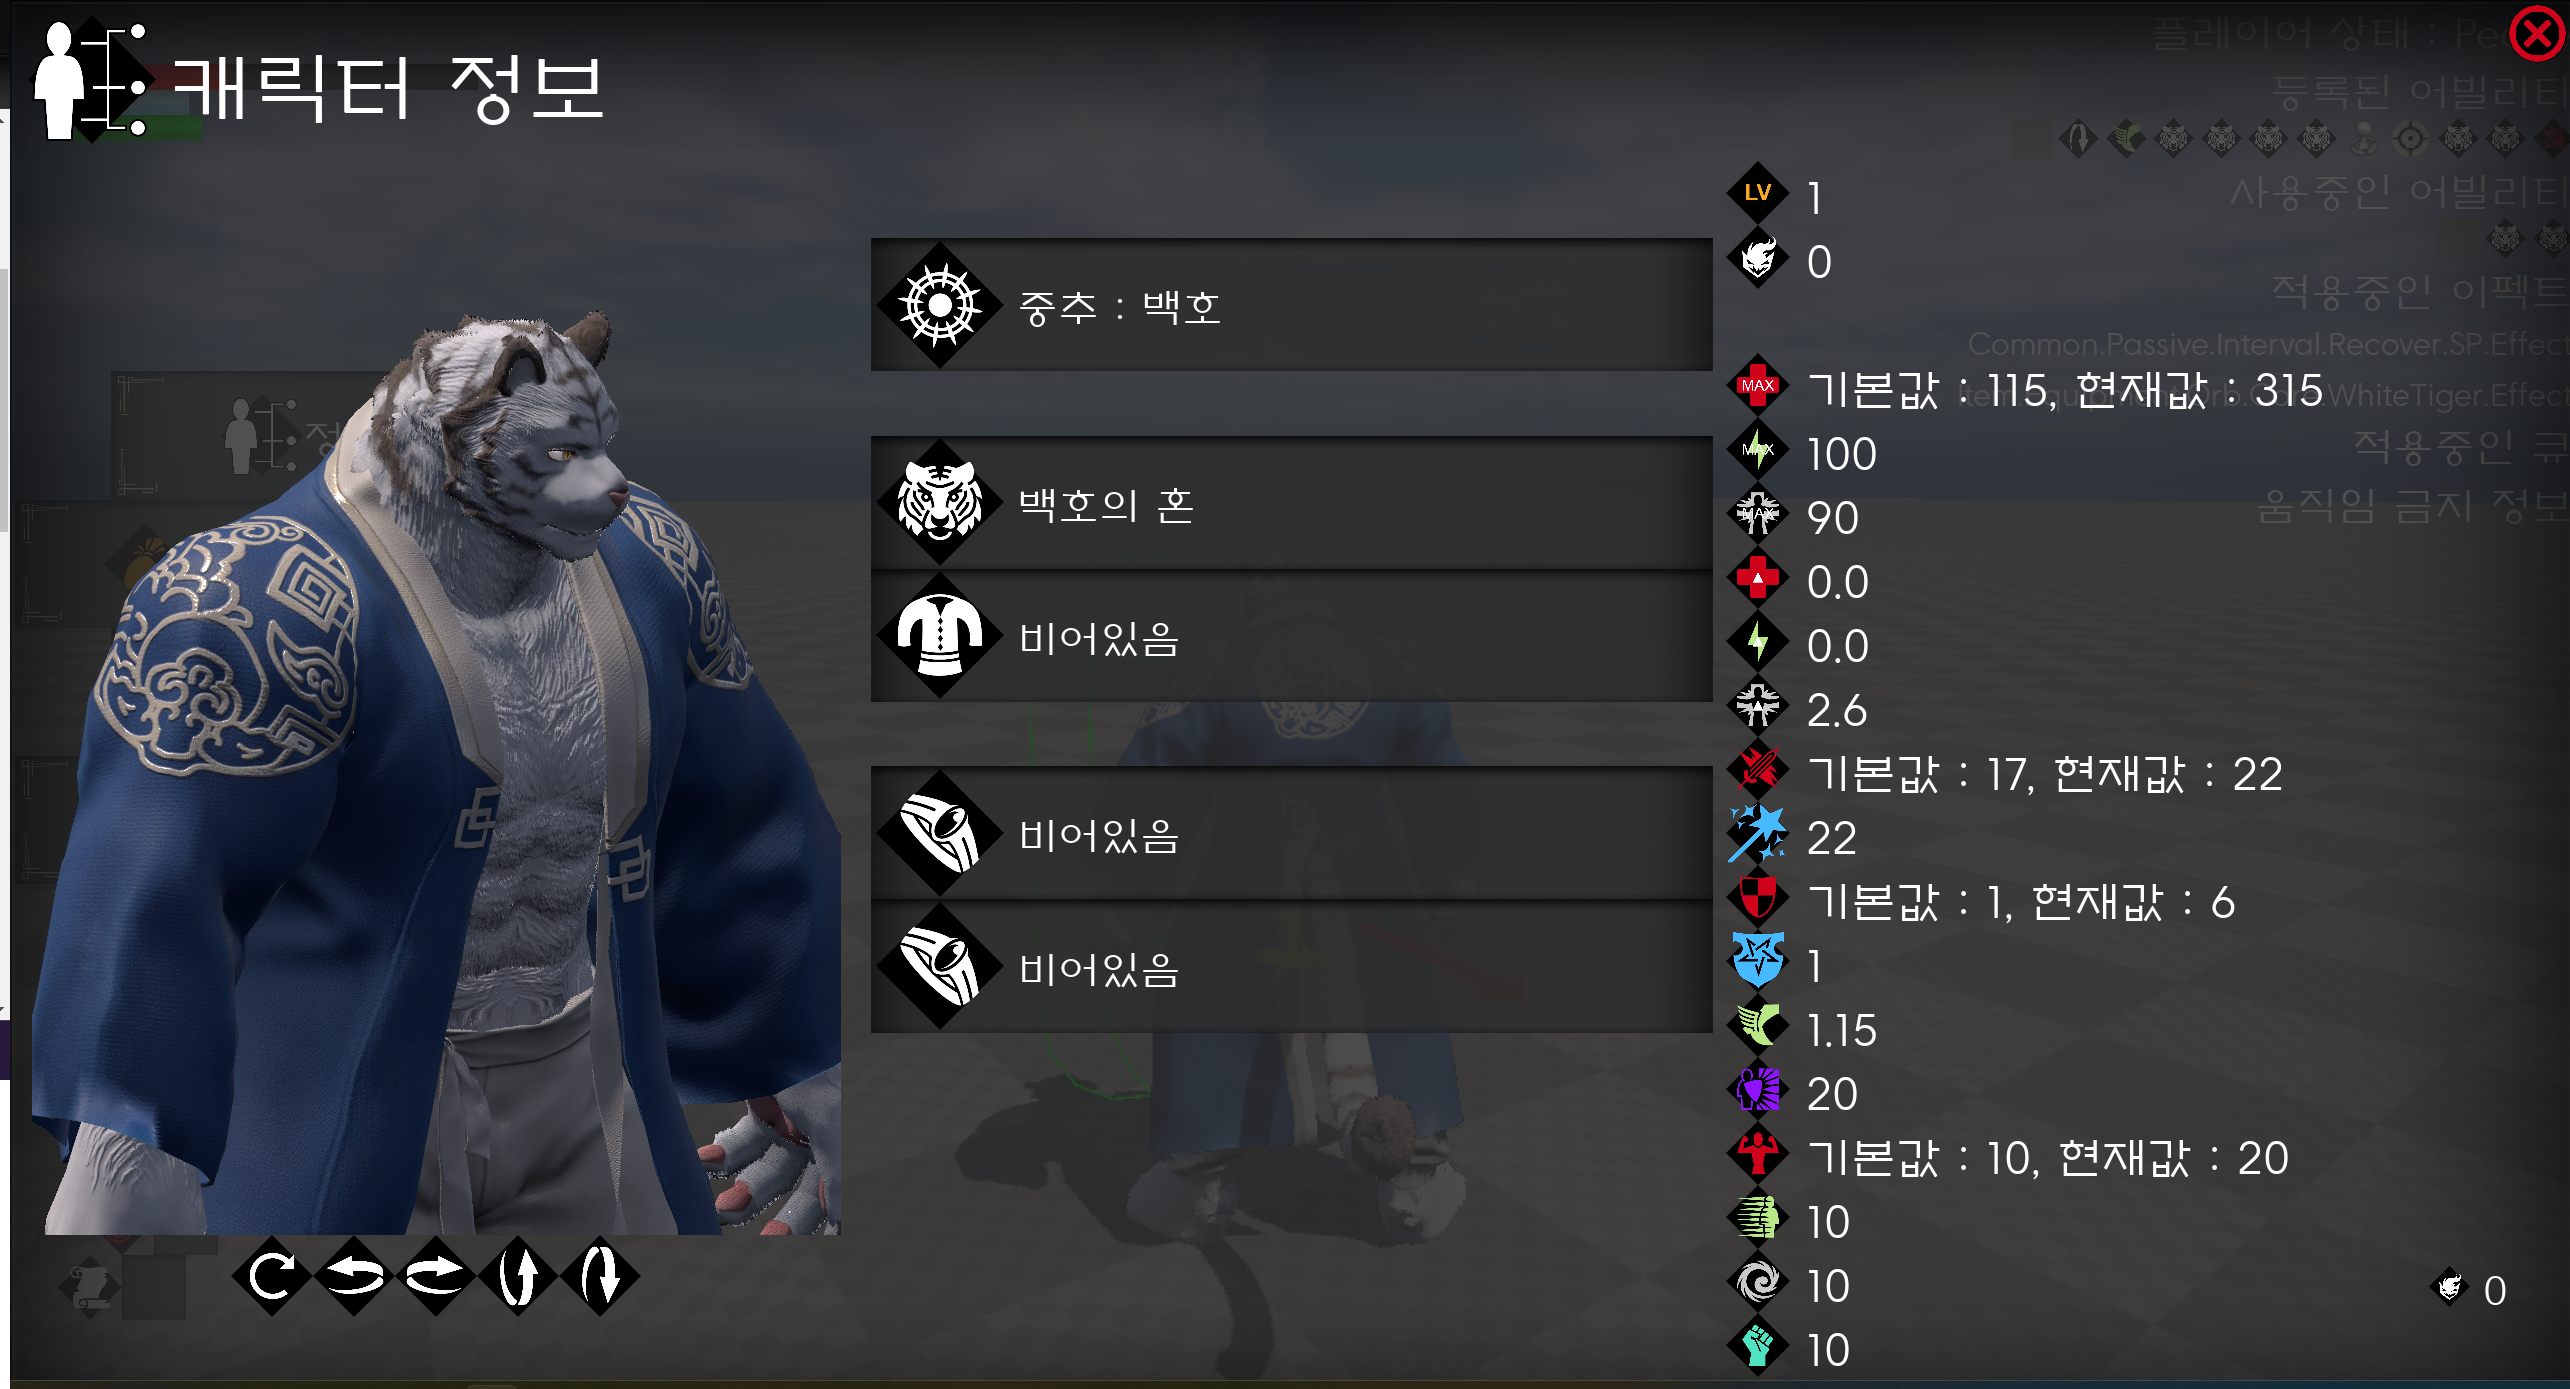 캐릭터 정보
플레이어 상태 :
등록된 어빌리티
사용중인 어빌리티
적용중인 이펙트
Common.Passive.Interval.Recover.SP.Effect
WhiteTiger.Effect
적용중인 큐
움직임 금지 정보
중추 : 백호
백호의 혼
비어있음
비어있음
비어있음
LV 1
0
MAX 기본값 : 115, 현재값 : 315
MAX 100
MAX 90
0.0
0.0
2.6
기본값 : 17, 현재값 : 22
22
기본값 : 1, 현재값 : 6
1
1.15
20
기본값 : 10, 현재값 : 20
10
10
10
0